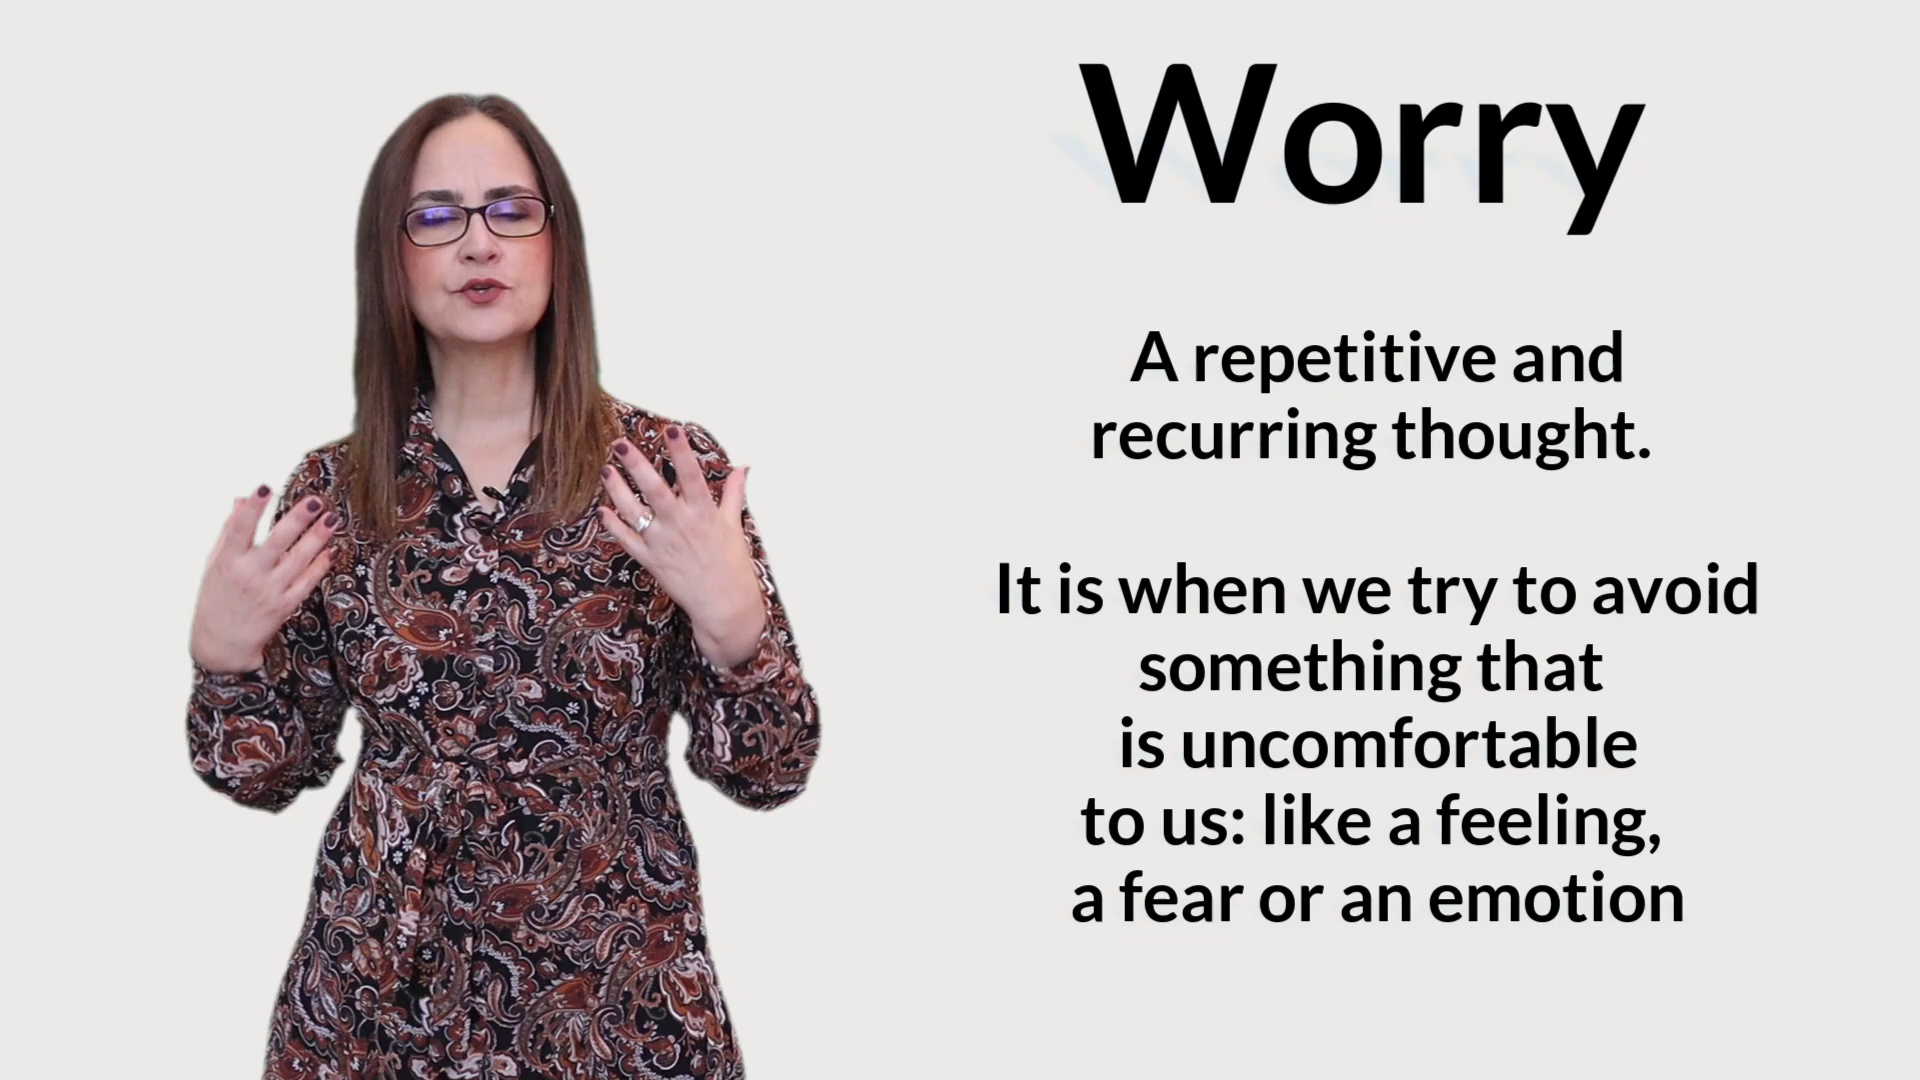 Worry
A repetitive and
recurring thought.
It is when we try to avoid
something that
is uncomfortable
to us: like a feeling,
a fear or an emotion